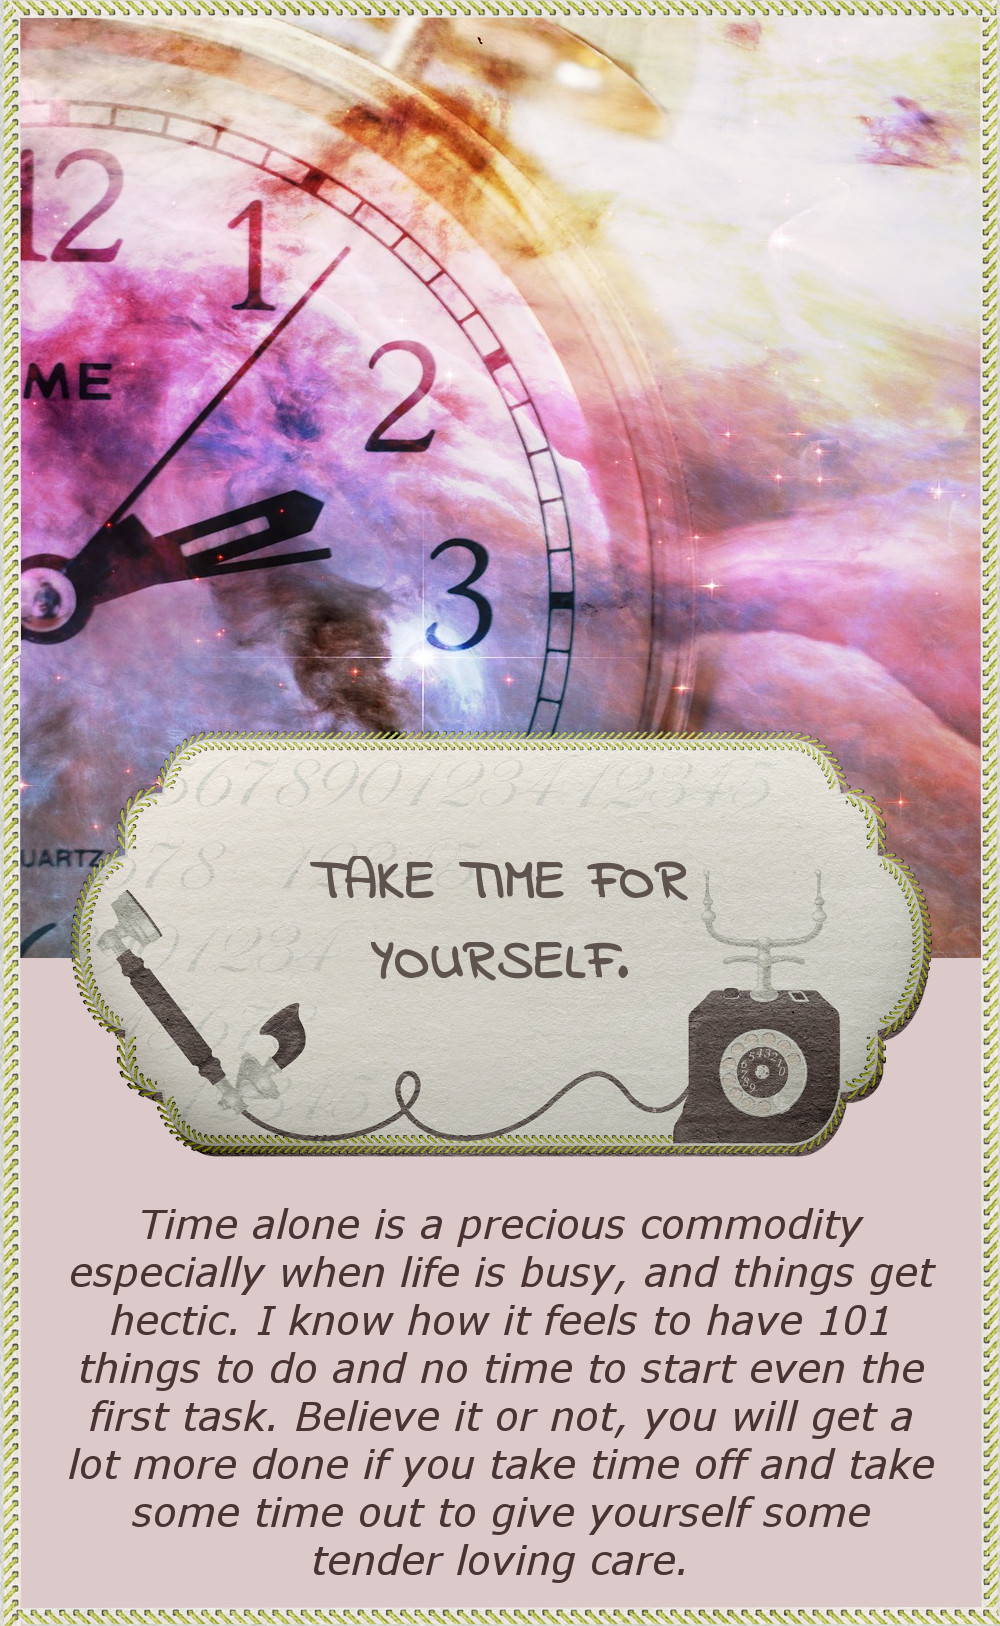 12
1
ME
2
3
567890123412345
UARTZ
TAKE TIME FOR
YOURSELF.
Time alone is a precious commodity
especially when life is busy, and things get
hectic. I know how it feels to have 101
things to do and no time to start even the
first task. Believe it or not, you will get a
lot more done if you take time off and take
some time out to give yourself some
tender loving care.